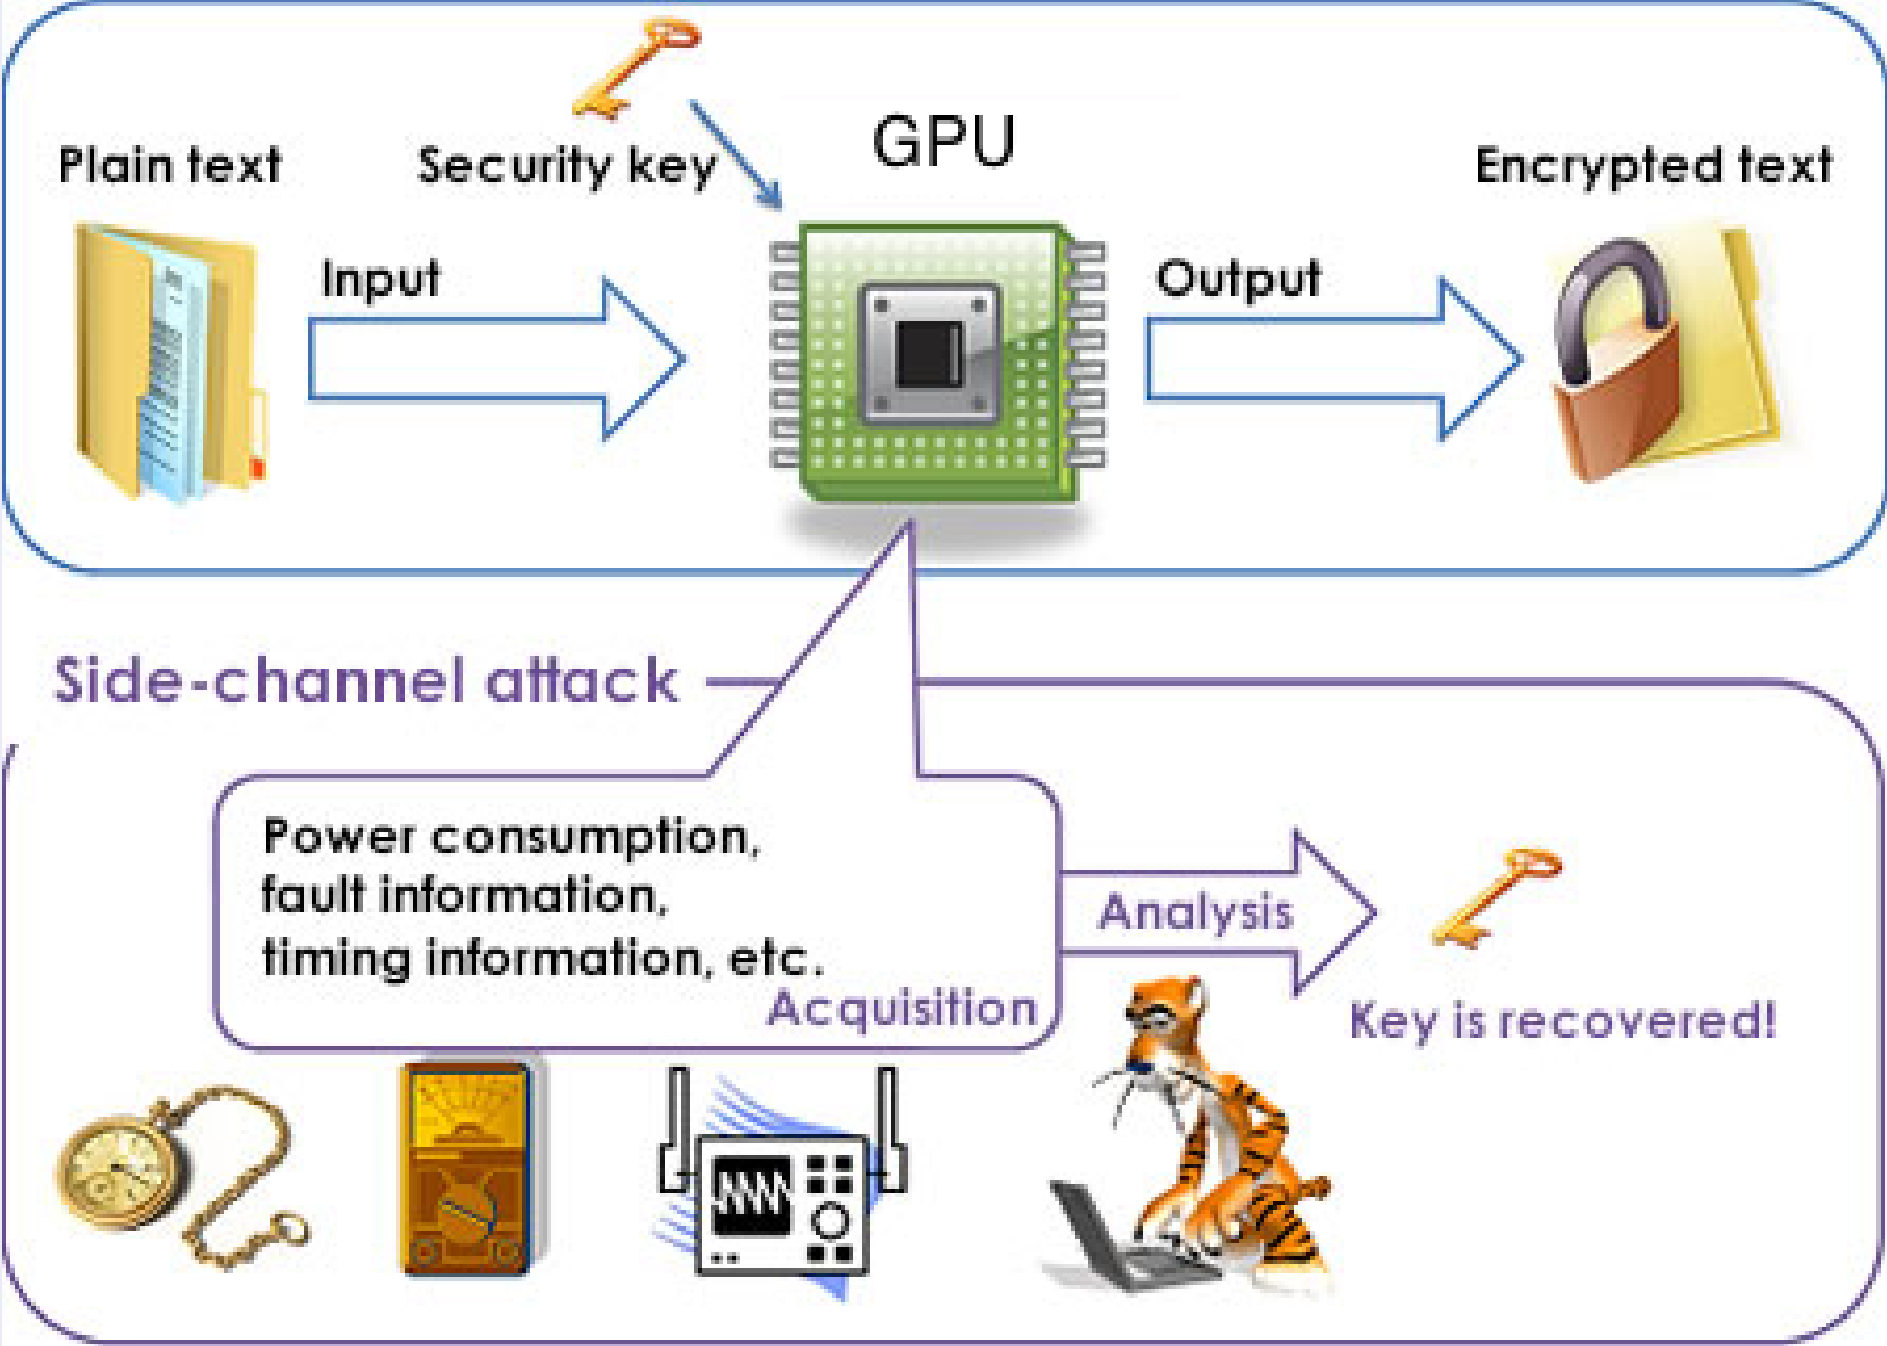 Plain text
Security key
GPU
Encrypted text
Input
Output
Side-channel attack
Power consumption,
fault information,
timing information, etc.
Acquisition
Analysis
Key is recovered!